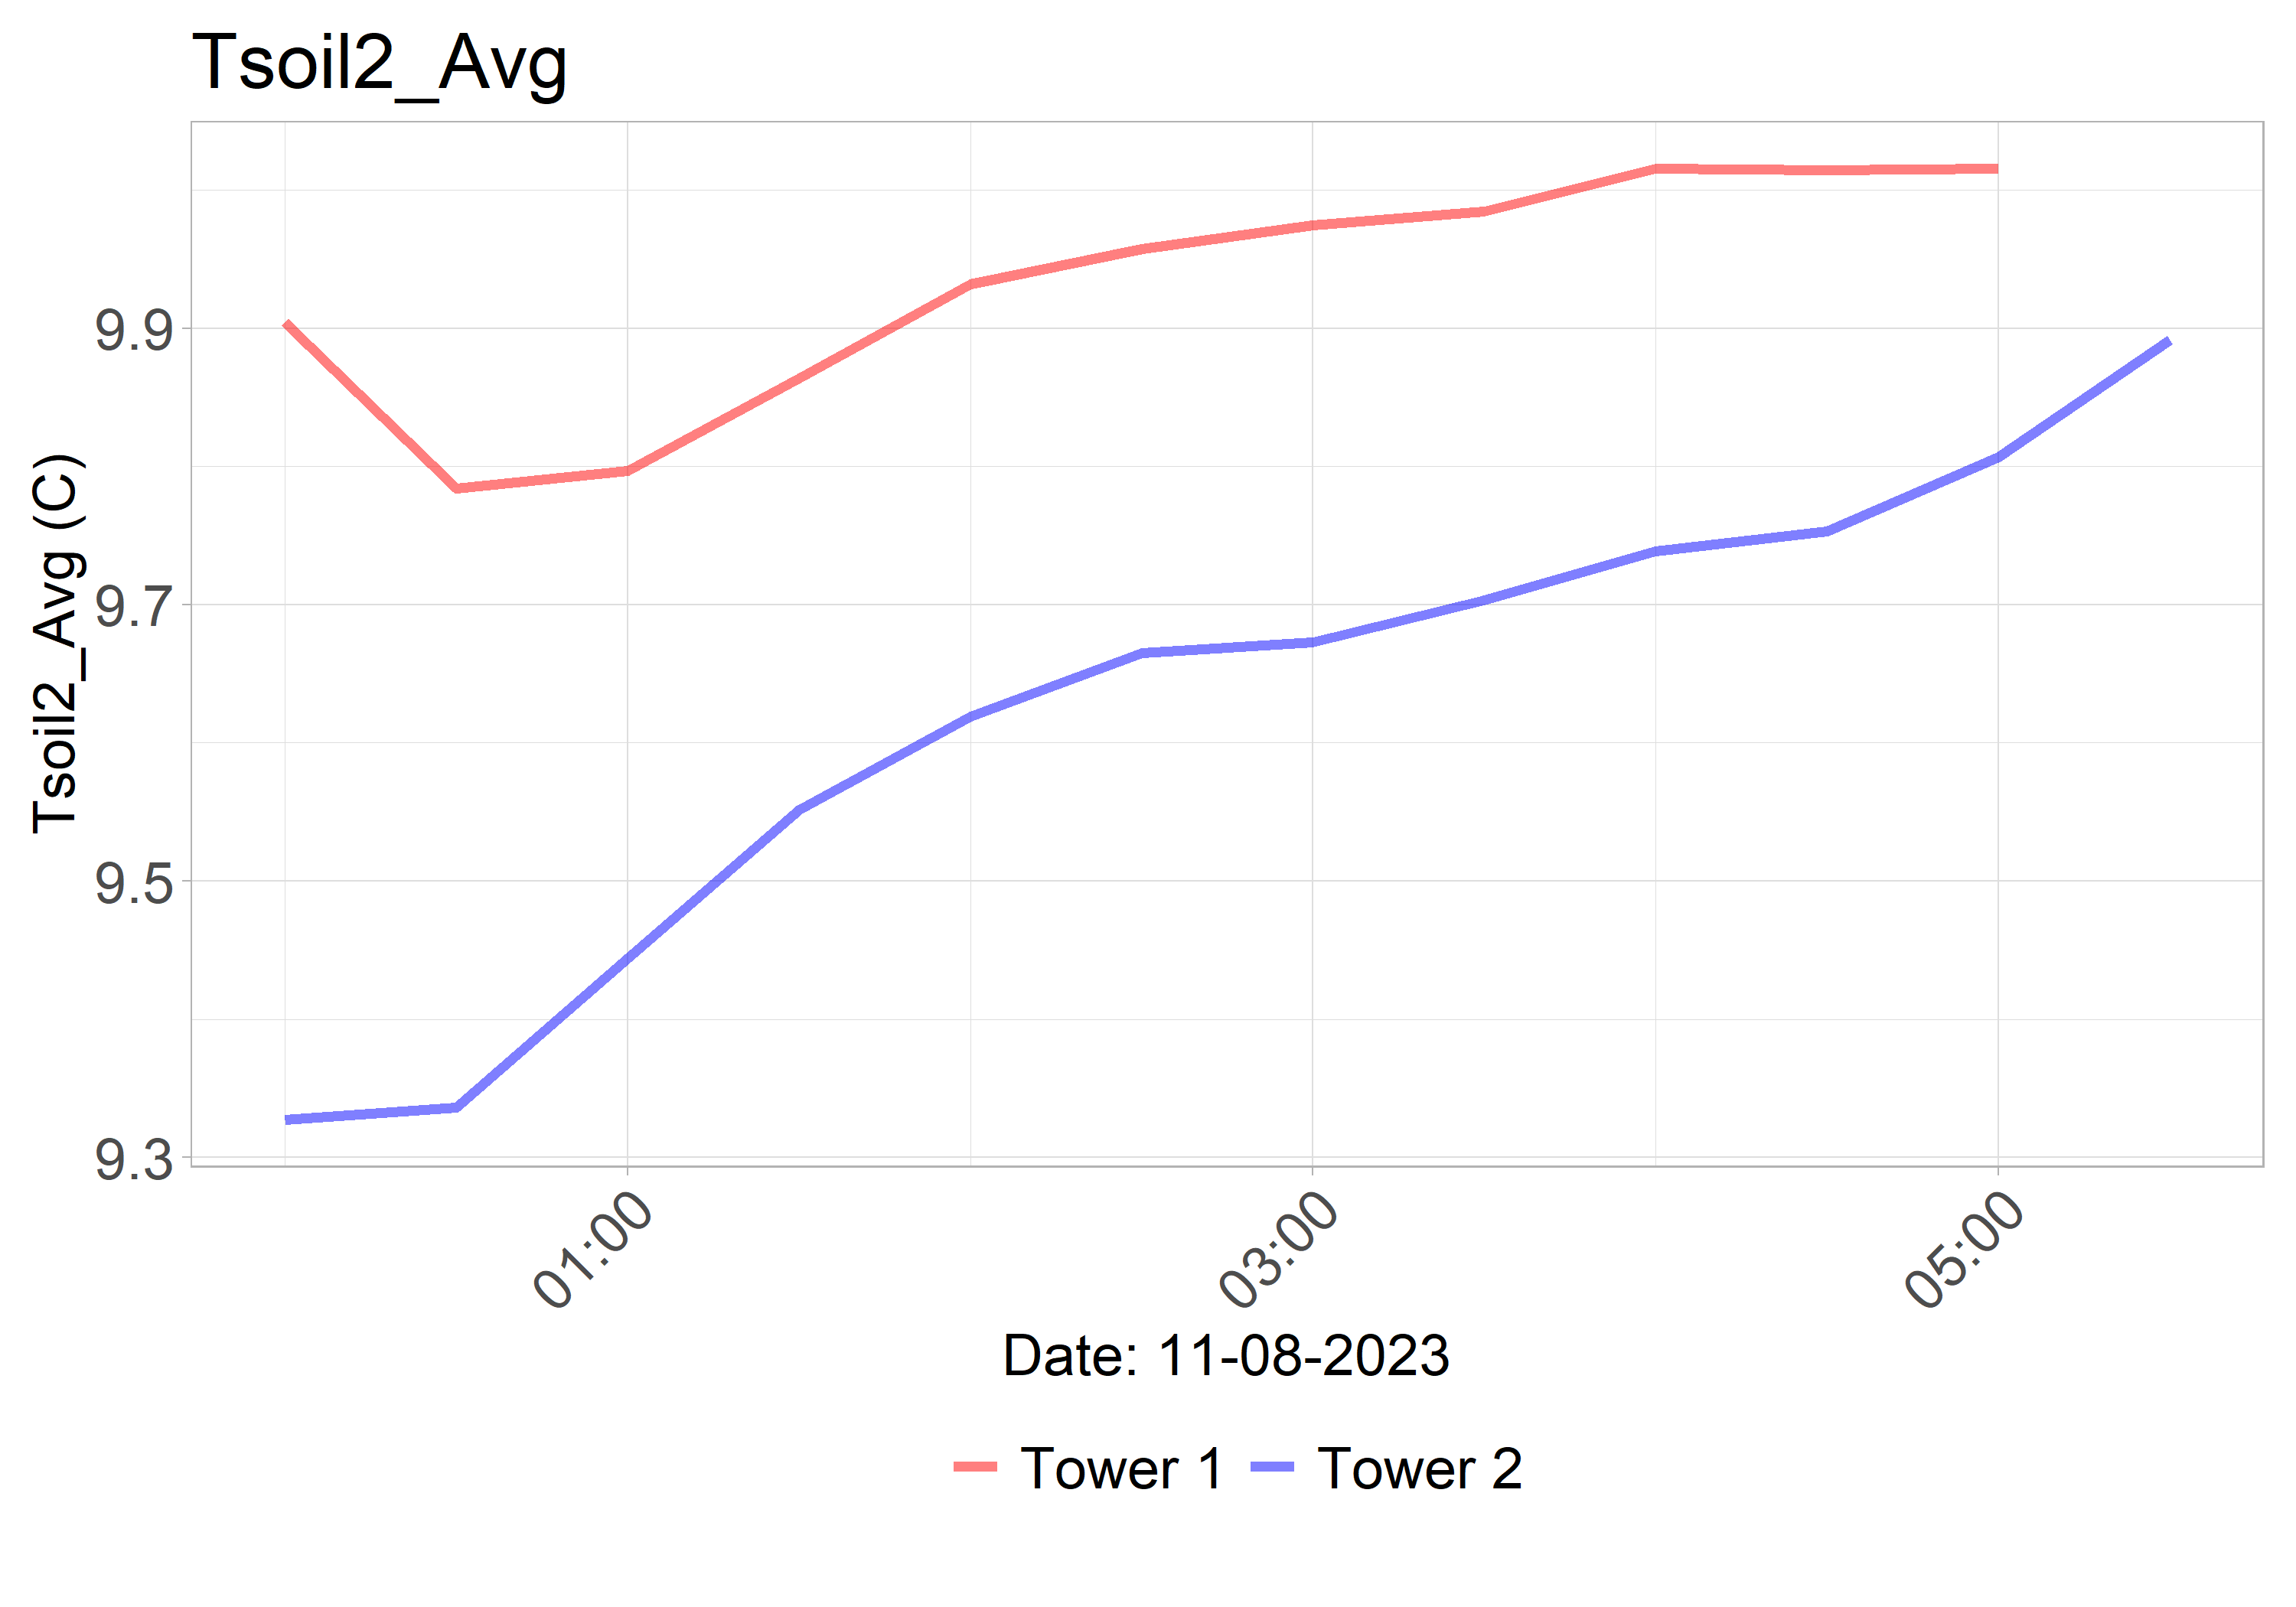 Tsoil2_Avg
Tsoil2_Avg (C)
9.9
9.7
9.5
9.3
01:00
03:00
05:00
Date: 11-08-2023
Tower 1
Tower 2